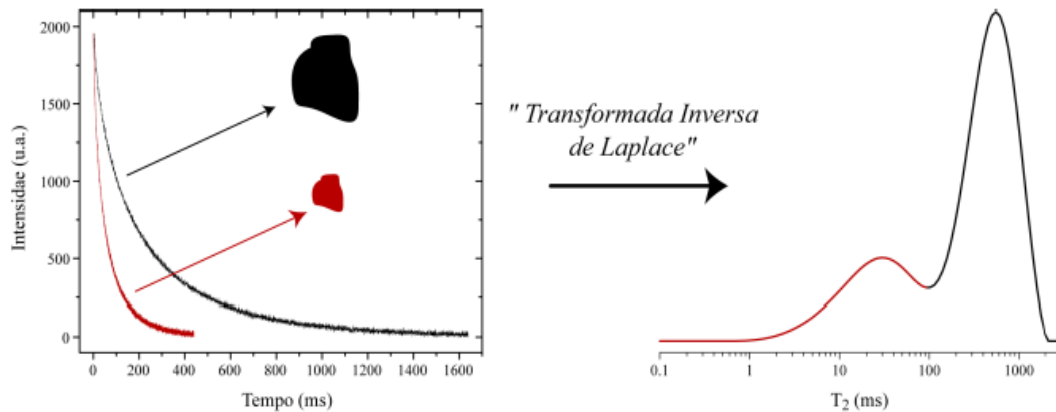 2000
1500
1000
500
0
Intensidae (u.a.)
0 200 400 600 800 1000 1200 1400 1600
Tempo (ms)
" Transformada Inversa
de Laplace"
0.1 1 10 100 1000
T₂ (ms)